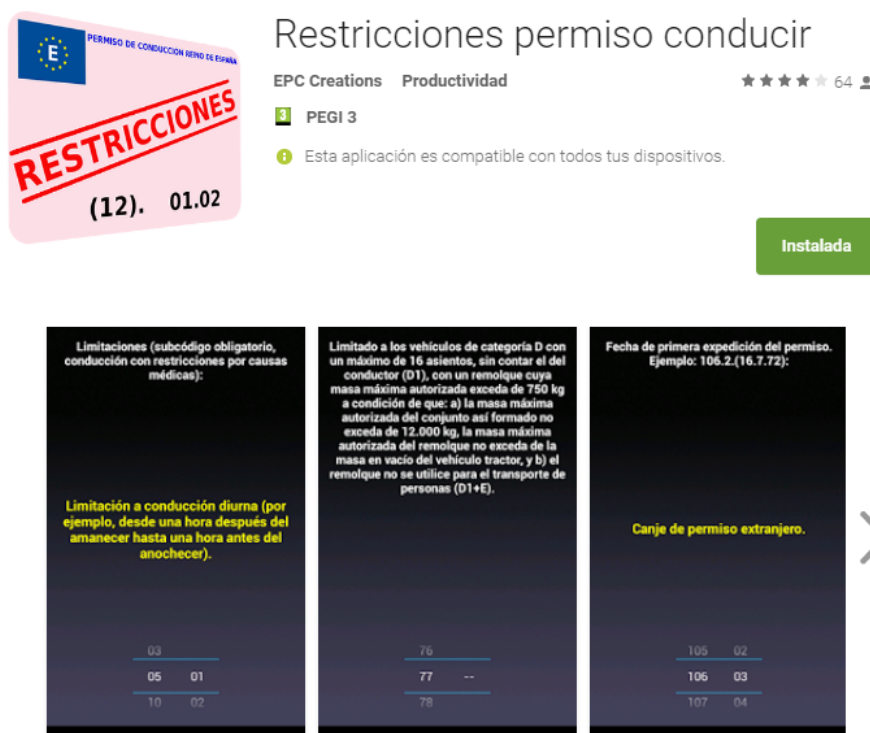 Restricciones permiso conducir
PERMISO DE CONDUCCION REINO DE ESPAÑA
E
RESTRICCIONES
(12). 01.02
EPC Creations Productividad
64
3 PEGI 3
Esta aplicación es compatible con todos tus dispositivos.
Instalada
Limitaciones (subcódigo obligatorio,
conducción con restricciones por causas
médicas):
Limitación a conducción diurna (por
ejemplo, desde una hora después del
amanecer hasta una hora antes del
anochecer).
03
05 01
10 02
Limitado a los vehículos de categoría D con
un máximo de 16 asientos, sin contar el del
conductor (D1), con un remolque cuya
masa máxima autorizada exceda de 750 kg
a condición de que: a) la masa máxima
autorizada del conjunto así formado no
exceda de 12.000 kg, la masa máxima
autorizada del remolque no exceda de la
masa en vacío del vehículo tractor, y b) el
remolque no se utilice para el transporte de
personas (D1+E).
76
77 --
78
Fecha de primera expedición del permiso.
Ejemplo: 106.2.(16.7.72):
Canje de permiso extranjero.
105 02
106 03
107 04